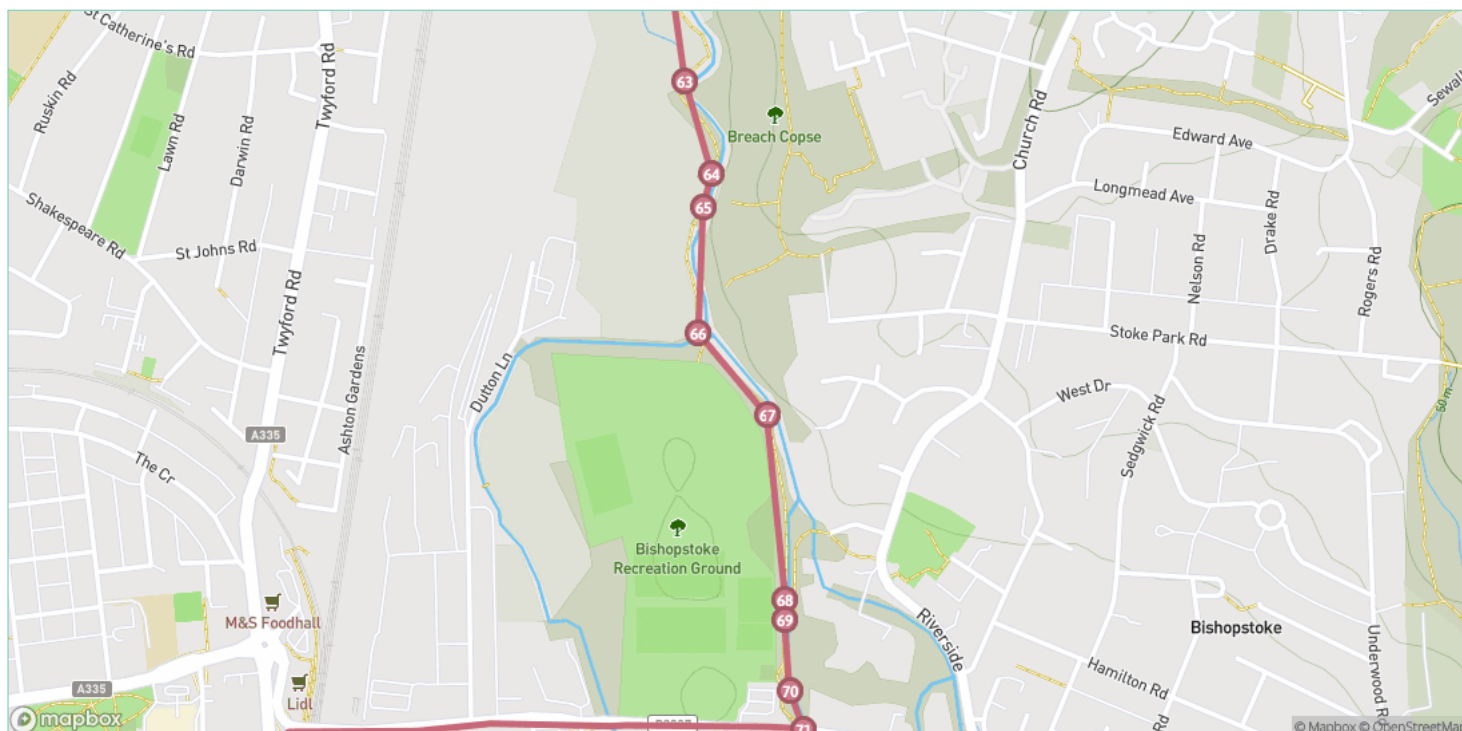 St Catherine's Rd
Ruskin Rd
Lawn Rd
Darwin Rd
Twyford Rd
Shakespeare Rd
St Johns Rd
Twyford Rd
Ashton Gardens
A335
The Cr
Dutton Ln
63
64
65
66
67
68
69
70
71
Breach Copse
Church Rd
Edward Ave
Longmead Ave
Drake Rd
Nelson Rd
Rogers Rd
Stoke Park Rd
West Dr
Sedgwick Rd
50 m
Bishopstoke
Recreation Ground
M&S Foodhall
Lidl
A335
Riverside
Bishopstoke
Hamilton Rd
Underwood Rd
Rd
mapbox
© Mapbox © OpenStreetMap